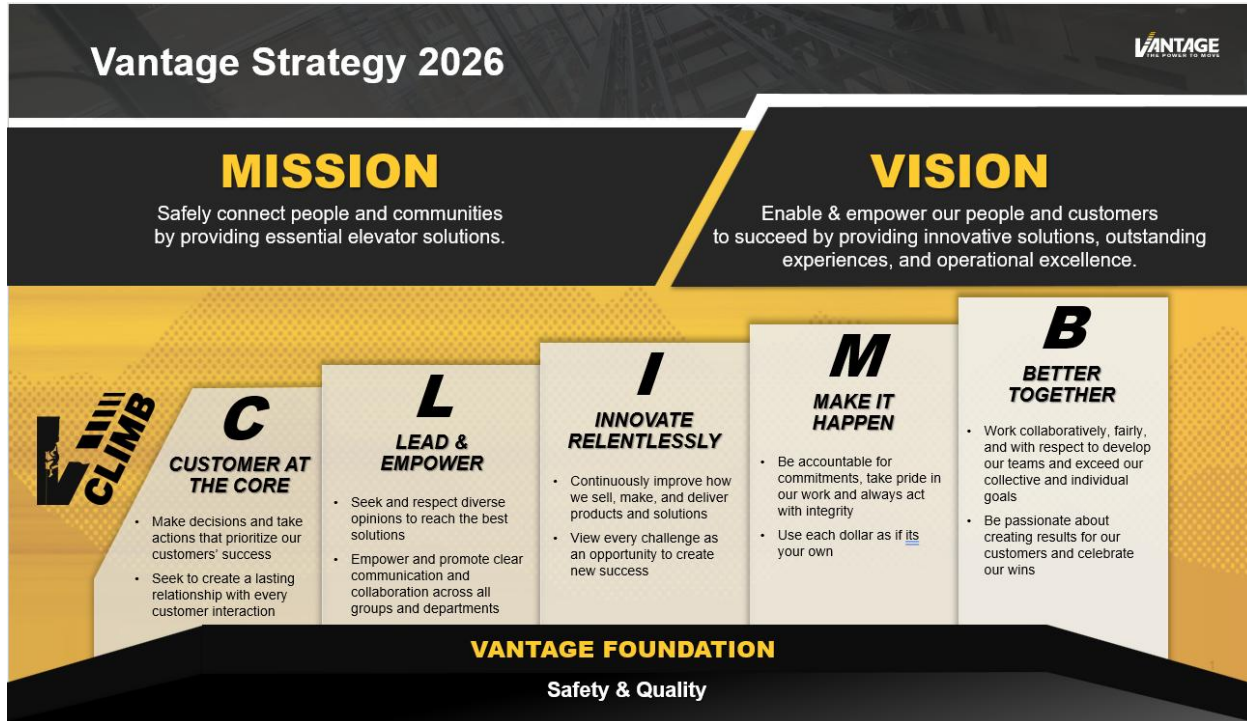 Vantage Strategy 2026
VANTAGE
THE POWER TO MOVE
MISSION
Safely connect people and communities
by providing essential elevator solutions.
VISION
Enable & empower our people and customers
to succeed by providing innovative solutions, outstanding
experiences, and operational excellence.
V CLIMB
C
CUSTOMER AT
THE CORE
• Make decisions and take
actions that prioritize our
customers' success
• Seek to create a lasting
relationship with every
customer interaction
L
LEAD &
EMPOWER
• Seek and respect diverse
opinions to reach the best
solutions
• Empower and promote clear
communication and
collaboration across all
groups and departments
I
INNOVATE
RELENTLESSLY
• Continuously improve how
we sell, make, and deliver
products and solutions
• View every challenge as
an opportunity to create
new success
M
MAKE IT
HAPPEN
• Be accountable for
commitments, take pride in
our work and always act
with integrity
• Use each dollar as if its
your own
B
BETTER
TOGETHER
• Work collaboratively, fairly,
and with respect to develop
our teams and exceed our
collective and individual
goals
• Be passionate about
creating results for our
customers and celebrate
our wins
VANTAGE FOUNDATION
Safety & Quality
1